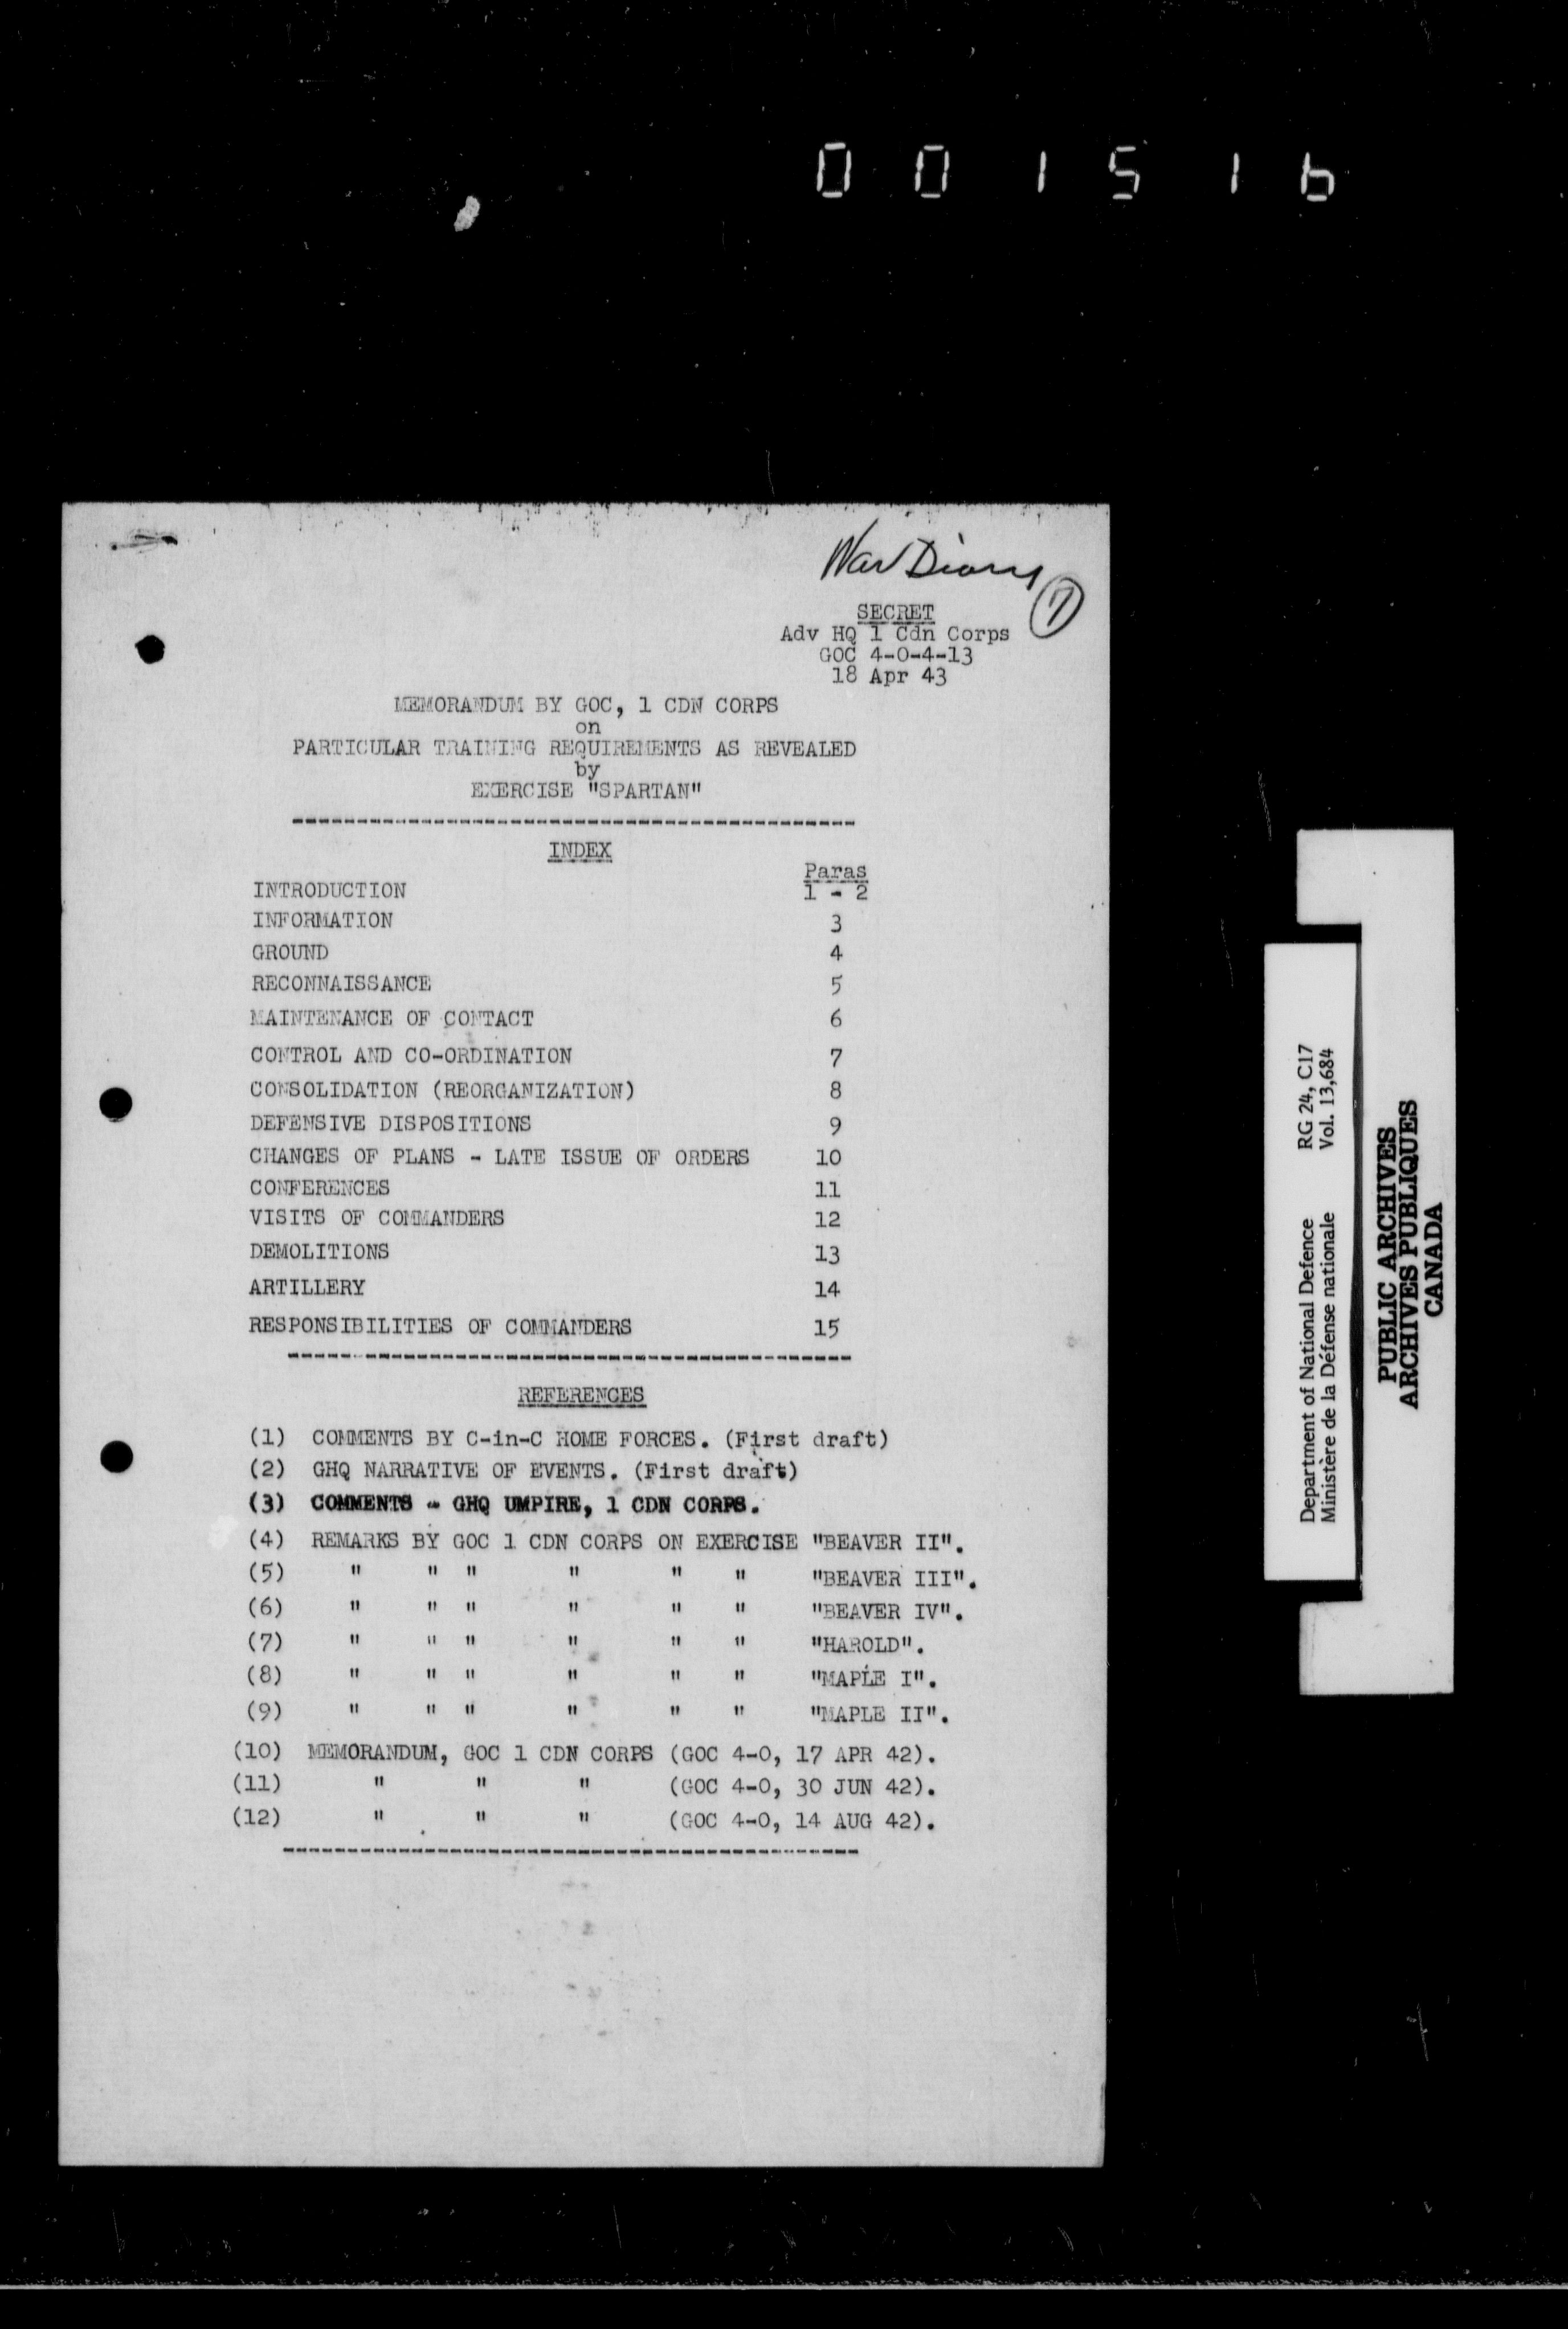 001516
War Diary
7
SECRET
Adv HQ 1 Cdn Corps
GOC 4-0-4-13
18 Apr 43
MEMORANDUM BY GOC, 1 CDN CORPS
on
PARTICULAR TRAINING REQUIREMENTS AS REVEALED
by
EXERCISE "SPARTAN"
INDEX
Paras
INTRODUCTION 1 - 2
INFORMATION 3
GROUND 4
RECONNAISSANCE 5
MAINTENANCE OF CONTACT 6
CONTROL AND CO-ORDINATION 7
CONSOLIDATION (REORGANIZATION) 8
DEFENSIVE DISPOSITIONS 9
CHANGES OF PLANS - LATE ISSUE OF ORDERS 10
CONFERENCES 11
VISITS OF COMMANDERS 12
DEMOLITIONS 13
ARTILLERY 14
RESPONSIBILITIES OF COMMANDERS 15
REFERENCES
(1) COMMENTS BY C-in-C HOME FORCES. (First draft)
(2) GHQ NARRATIVE OF EVENTS. (First draft)
(3) COMMENTS - GHQ UMPIRE, 1 CDN CORPS.
(4) REMARKS BY GOC 1 CDN CORPS ON EXERCISE "BEAVER II".
(5) " " " " " " "BEAVER III".
(6) " " " " " " "BEAVER IV".
(7) " " " " " " "HAROLD".
(8) " " " " " " "MAPLE I".
(9) " " " " " " "MAPLE II".
(10) MEMORANDUM, GOC 1 CDN CORPS (GOC 4-0, 17 APR 42).
(11) " " " (GOC 4-0, 30 JUN 42).
(12) " " " (GOC 4-0, 14 AUG 42).
Department of National Defence RG 24, C17
Ministère de la Défense nationale Vol. 13,684
PUBLIC ARCHIVES
ARCHIVES PUBLIQUES
CANADA